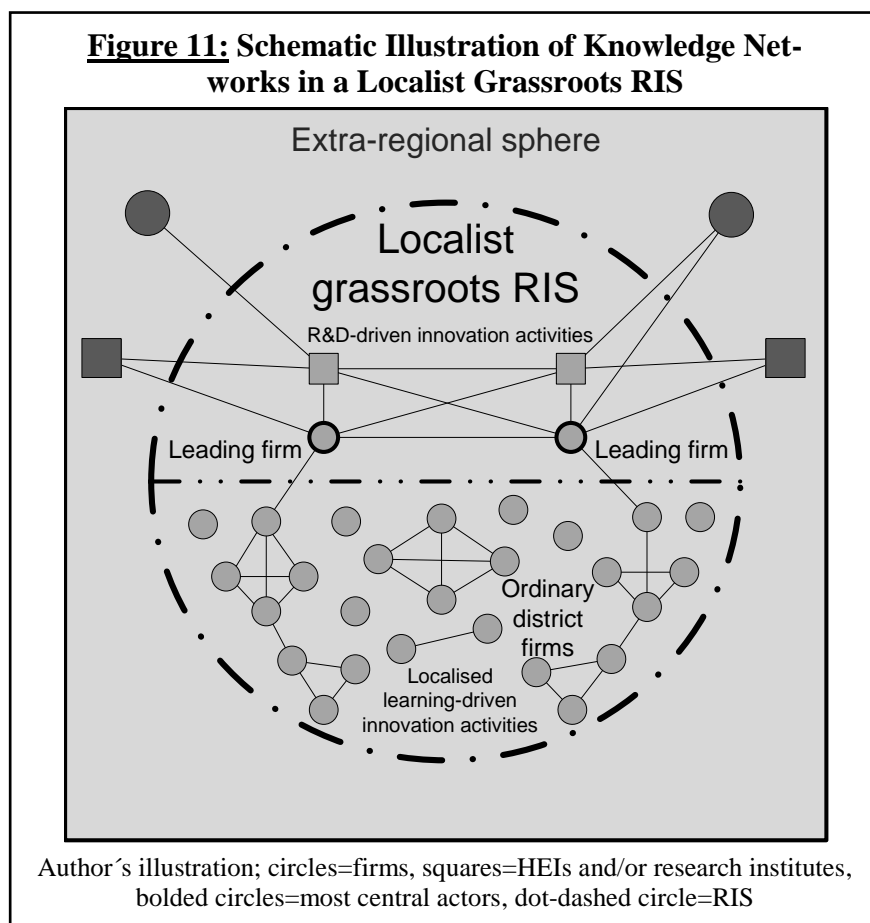 Figure 11: Schematic Illustration of Knowledge Net-
works in a Localist Grassroots RIS
Extra-regional sphere
Localist
grassroots RIS
R&D-driven innovation activities
Leading firm
Leading firm
Ordinary
district
firms
Localised
learning-driven
innovation activities
Author´s illustration; circles=firms, squares=HEIs and/or research institutes,
bolded circles=most central actors, dot-dashed circle=RIS